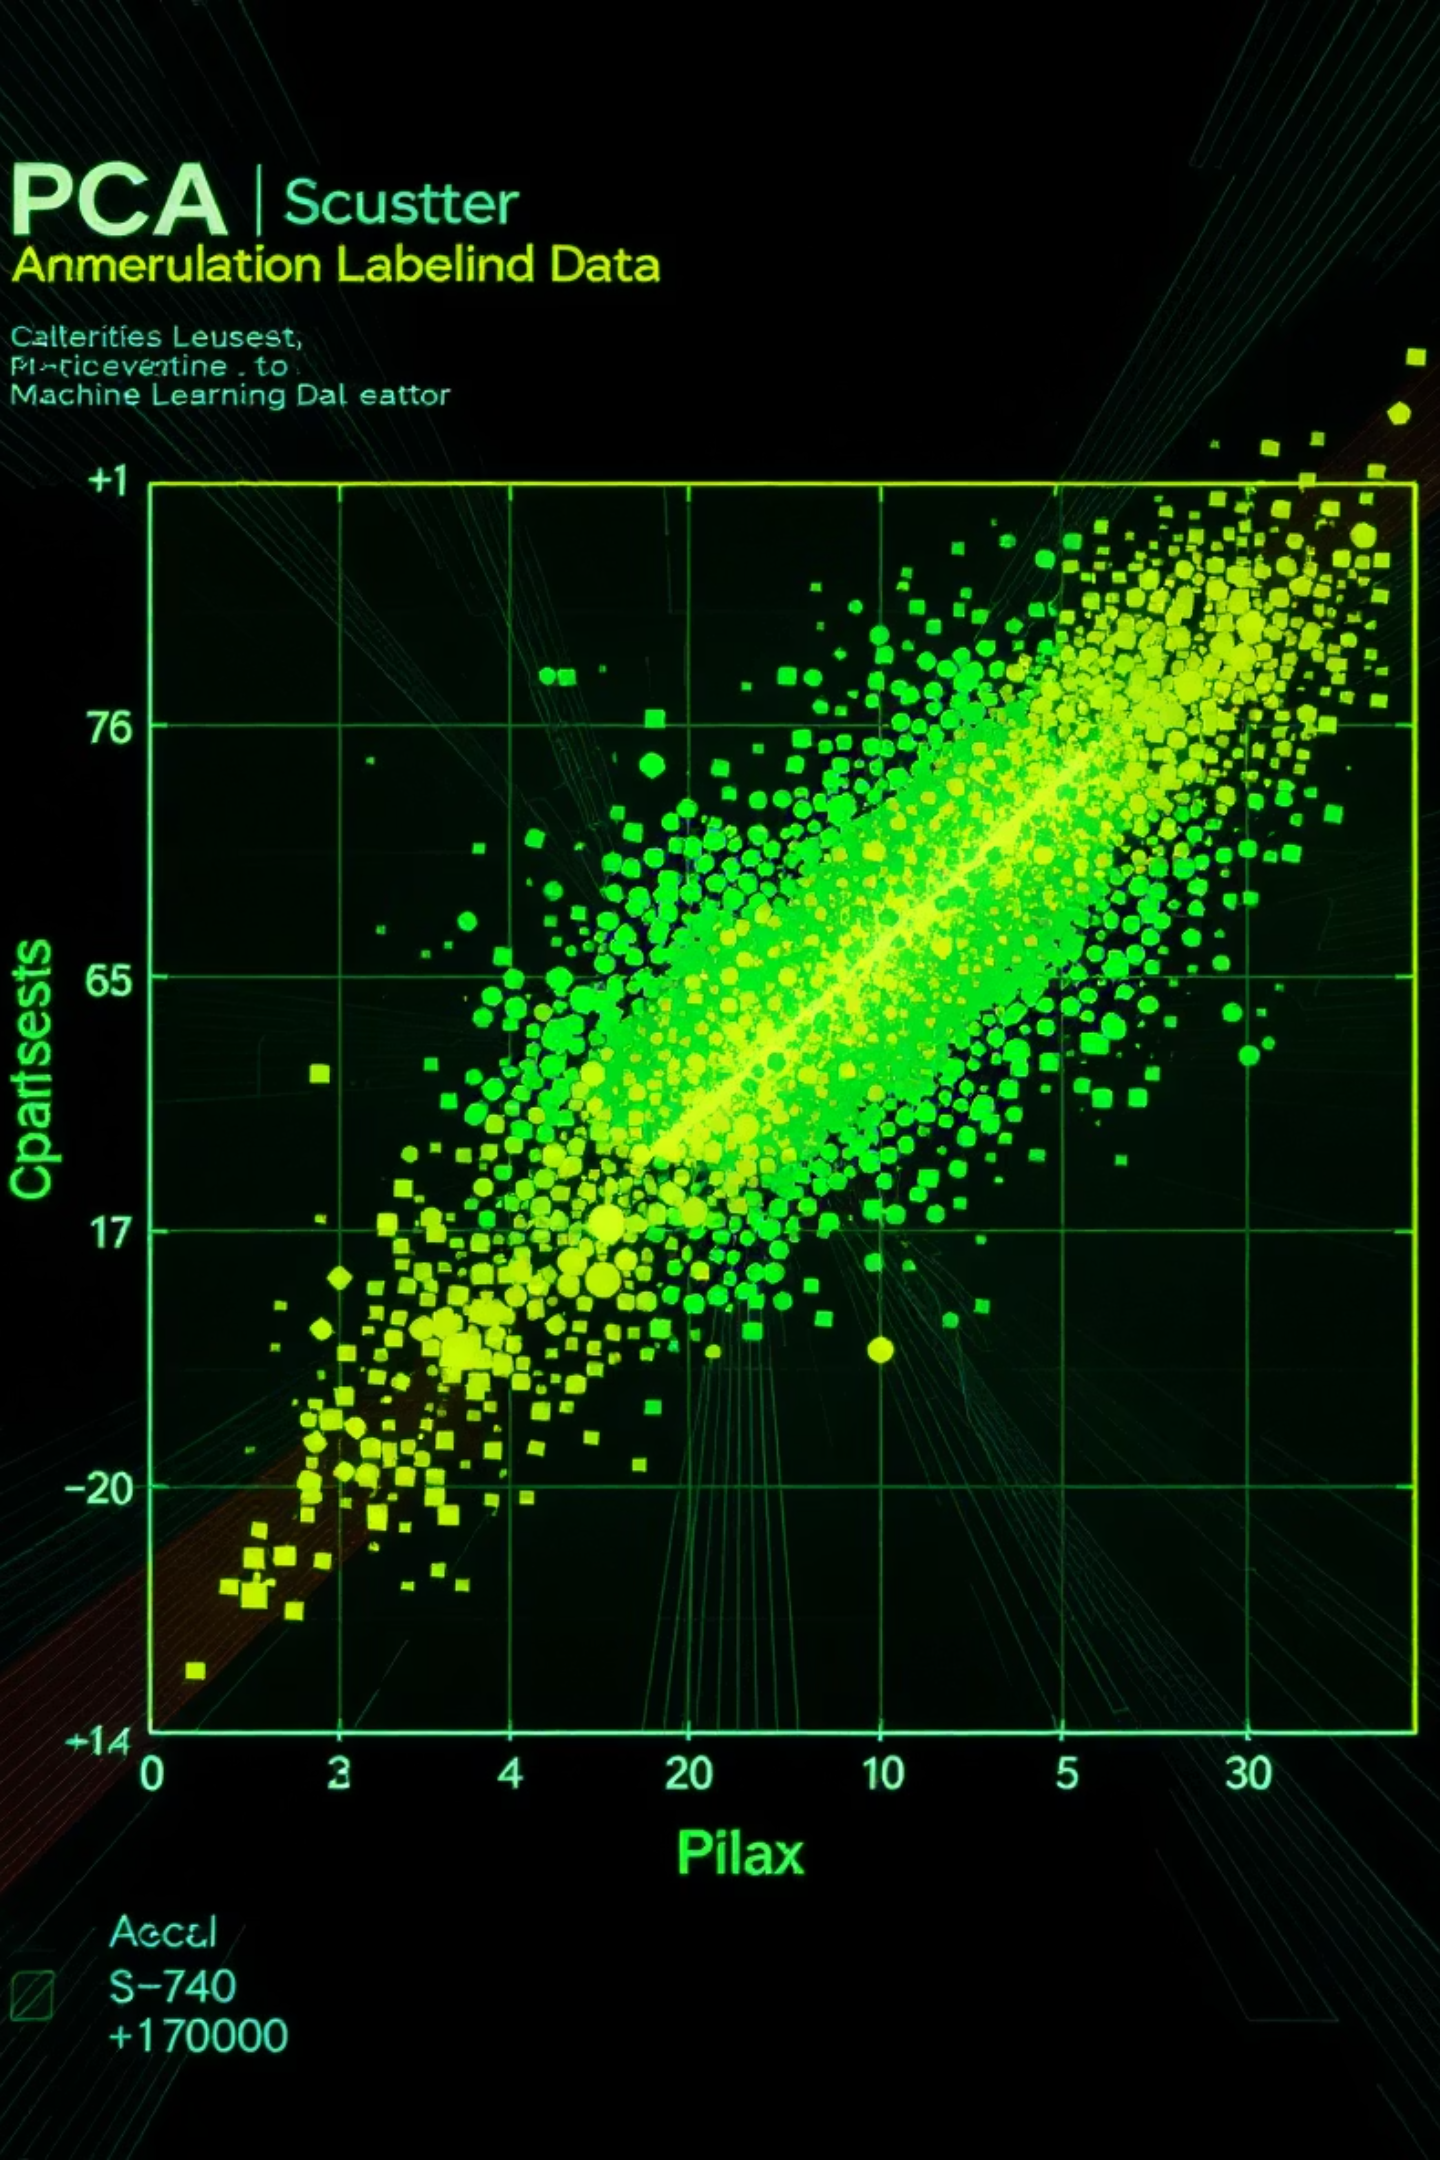 PCA | Scustter
Anmerulation Labelind Data
Calterities Leusest,
to
Machine Learning Dal eattor
+1
76
65
17
-20
+14
Cpartsests
0 3 4 20 10 5 30
Pilax
S-740
+170000